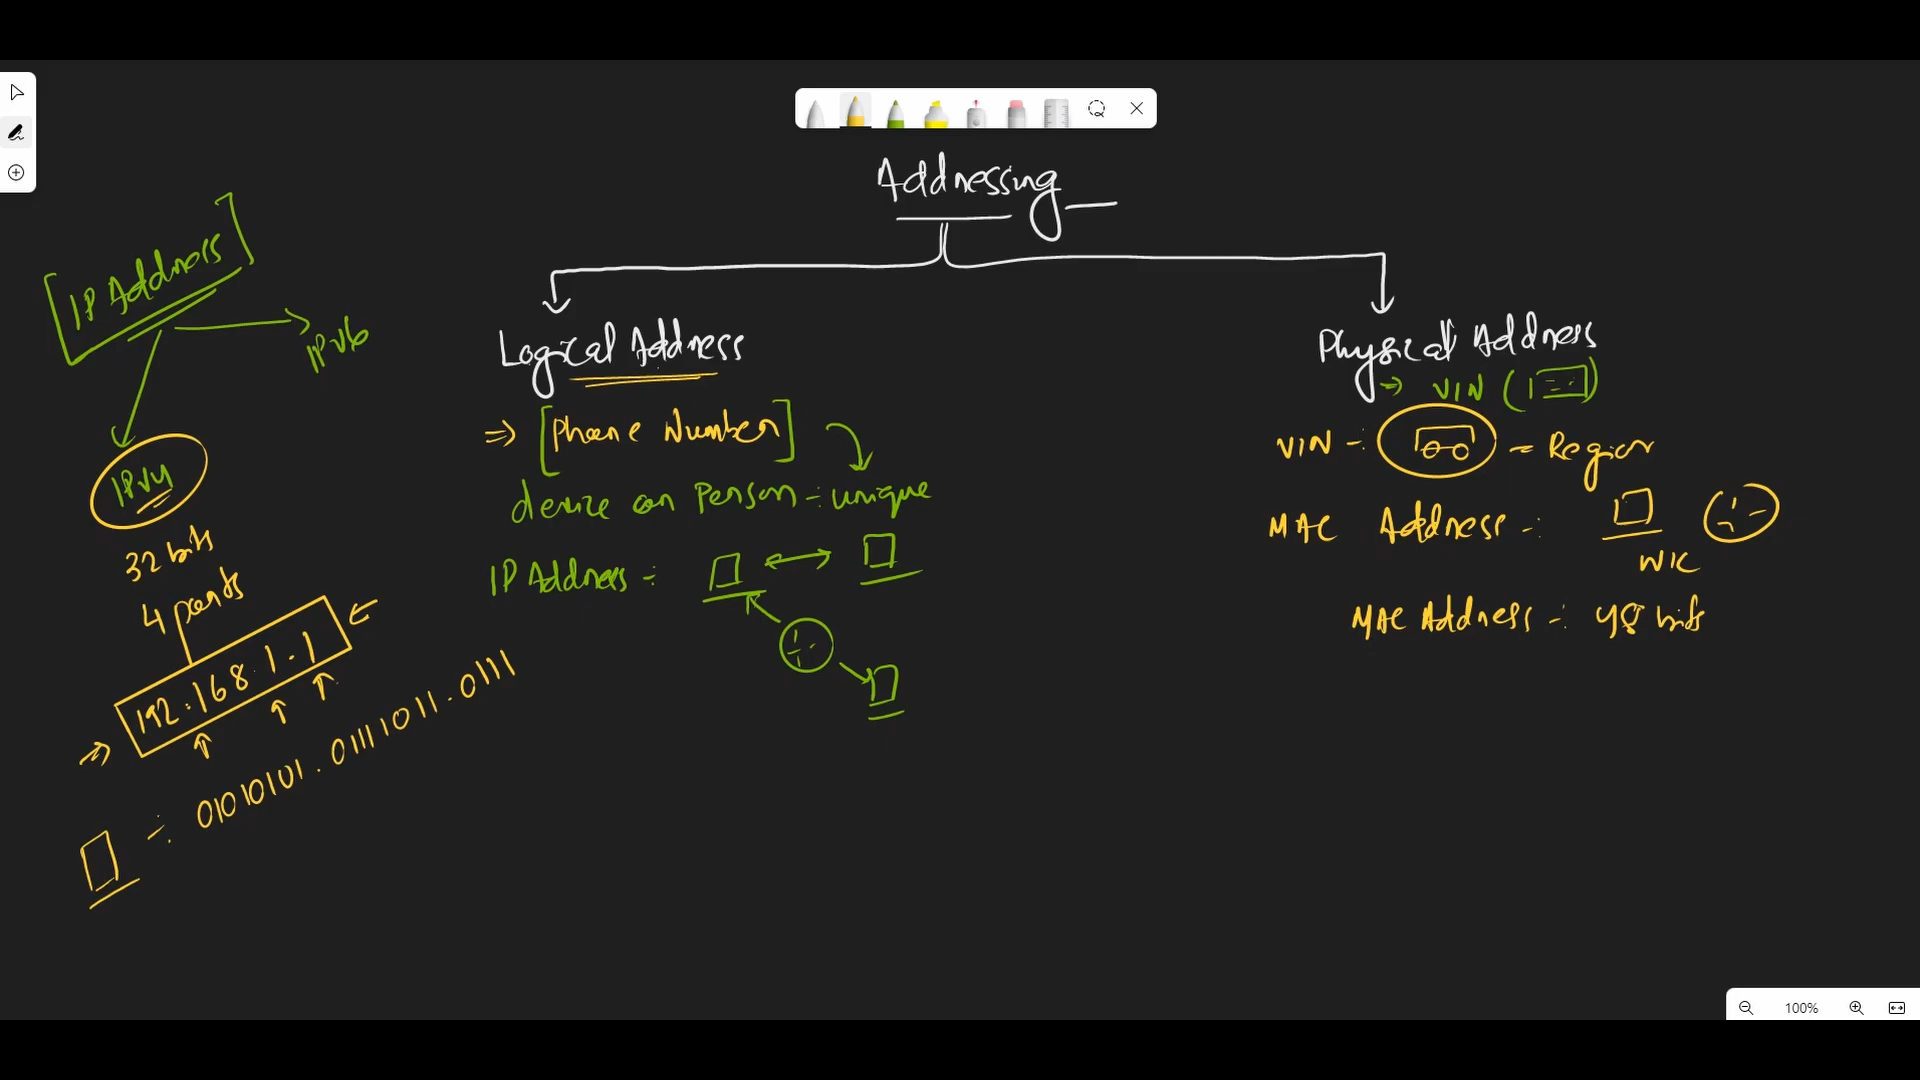 Addressing
[IP Address]
IPv6
IPv4
32 bits
4 parts
192.168.1.1
01010101.01111011.0111
Logical Address
=> [Phone Number]
device or Person :- unique
IP Address :-
Physical Address
-> VIN
VIN :- = Region
MAC Address :-
NIC
MAC Address :- 48 bits
100%